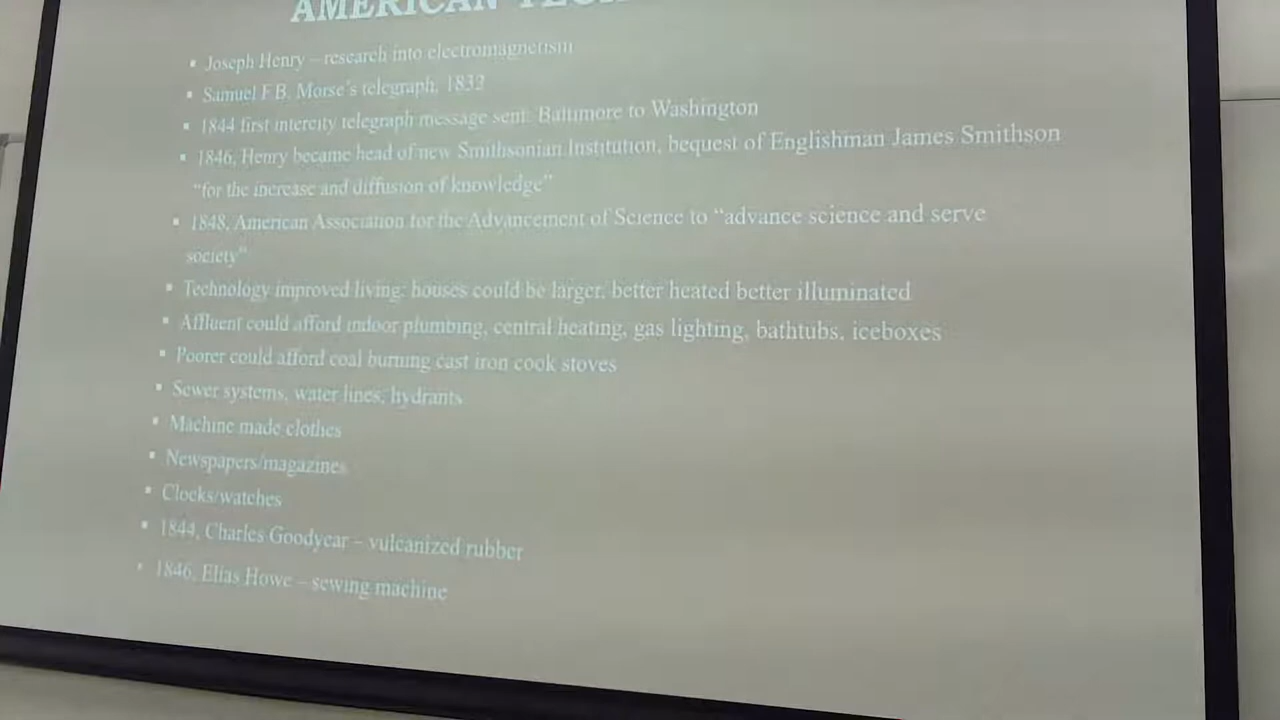 AMERICAN
▪ Joseph Henry – research into electromagnetism
▪ Samuel F.B. Morse's telegraph, 1832
▪ 1844 first intercity telegraph message sent: Baltimore to Washington
▪ 1846, Henry became head of new Smithsonian Institution, bequest of Englishman James Smithson
"for the increase and diffusion of knowledge"
▪ 1848, American Association for the Advancement of Science to "advance science and serve
society"
▪ Technology improved living: houses could be larger, better heated better illuminated
▪ Affluent could afford indoor plumbing, central heating, gas lighting, bathtubs, iceboxes
▪ Poorer could afford coal burning cast iron cook stoves
▪ Sewer systems, water lines, hydrants
▪ Machine made clothes
▪ Newspapers/magazines
▪ Clocks/watches
▪ 1844, Charles Goodyear – vulcanized rubber
▪ 1846, Elias Howe – sewing machine